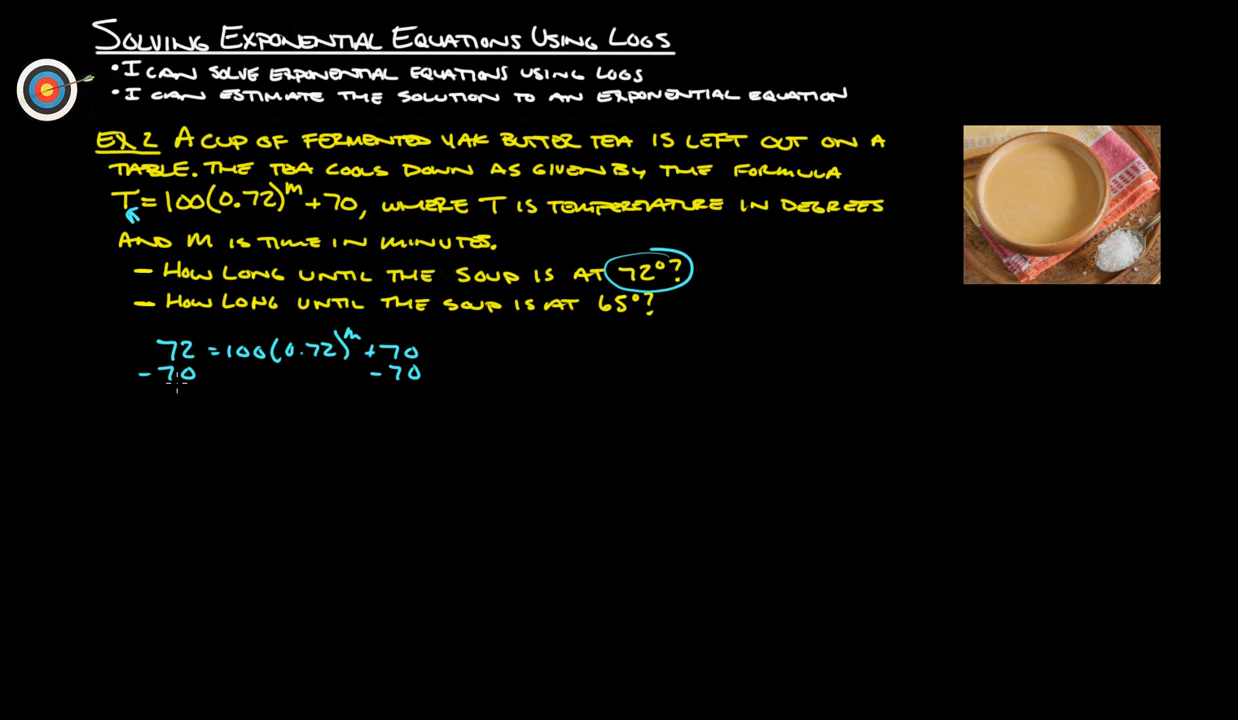 SOLVING EXPONENTIAL EQUATIONS USING LOGS
• I CAN SOLVE EXPONENTIAL EQUATIONS USING LOGS
• I CAN ESTIMATE THE SOLUTION TO AN EXPONENTIAL EQUATION
EX 2 A CUP OF FERMENTED YAK BUTTER TEA IS LEFT OUT ON A
TABLE. THE TEA COOLS DOWN AS GIVEN BY THE FORMULA
T = 100(0.72)^m + 70, WHERE T IS TEMPERATURE IN DEGREES
AND M IS TIME IN MINUTES.
– HOW LONG UNTIL THE SOUP IS AT 72°?
– HOW LONG UNTIL THE SOUP IS AT 65°?
72 = 100(0.72)^m + 70
-70 -70